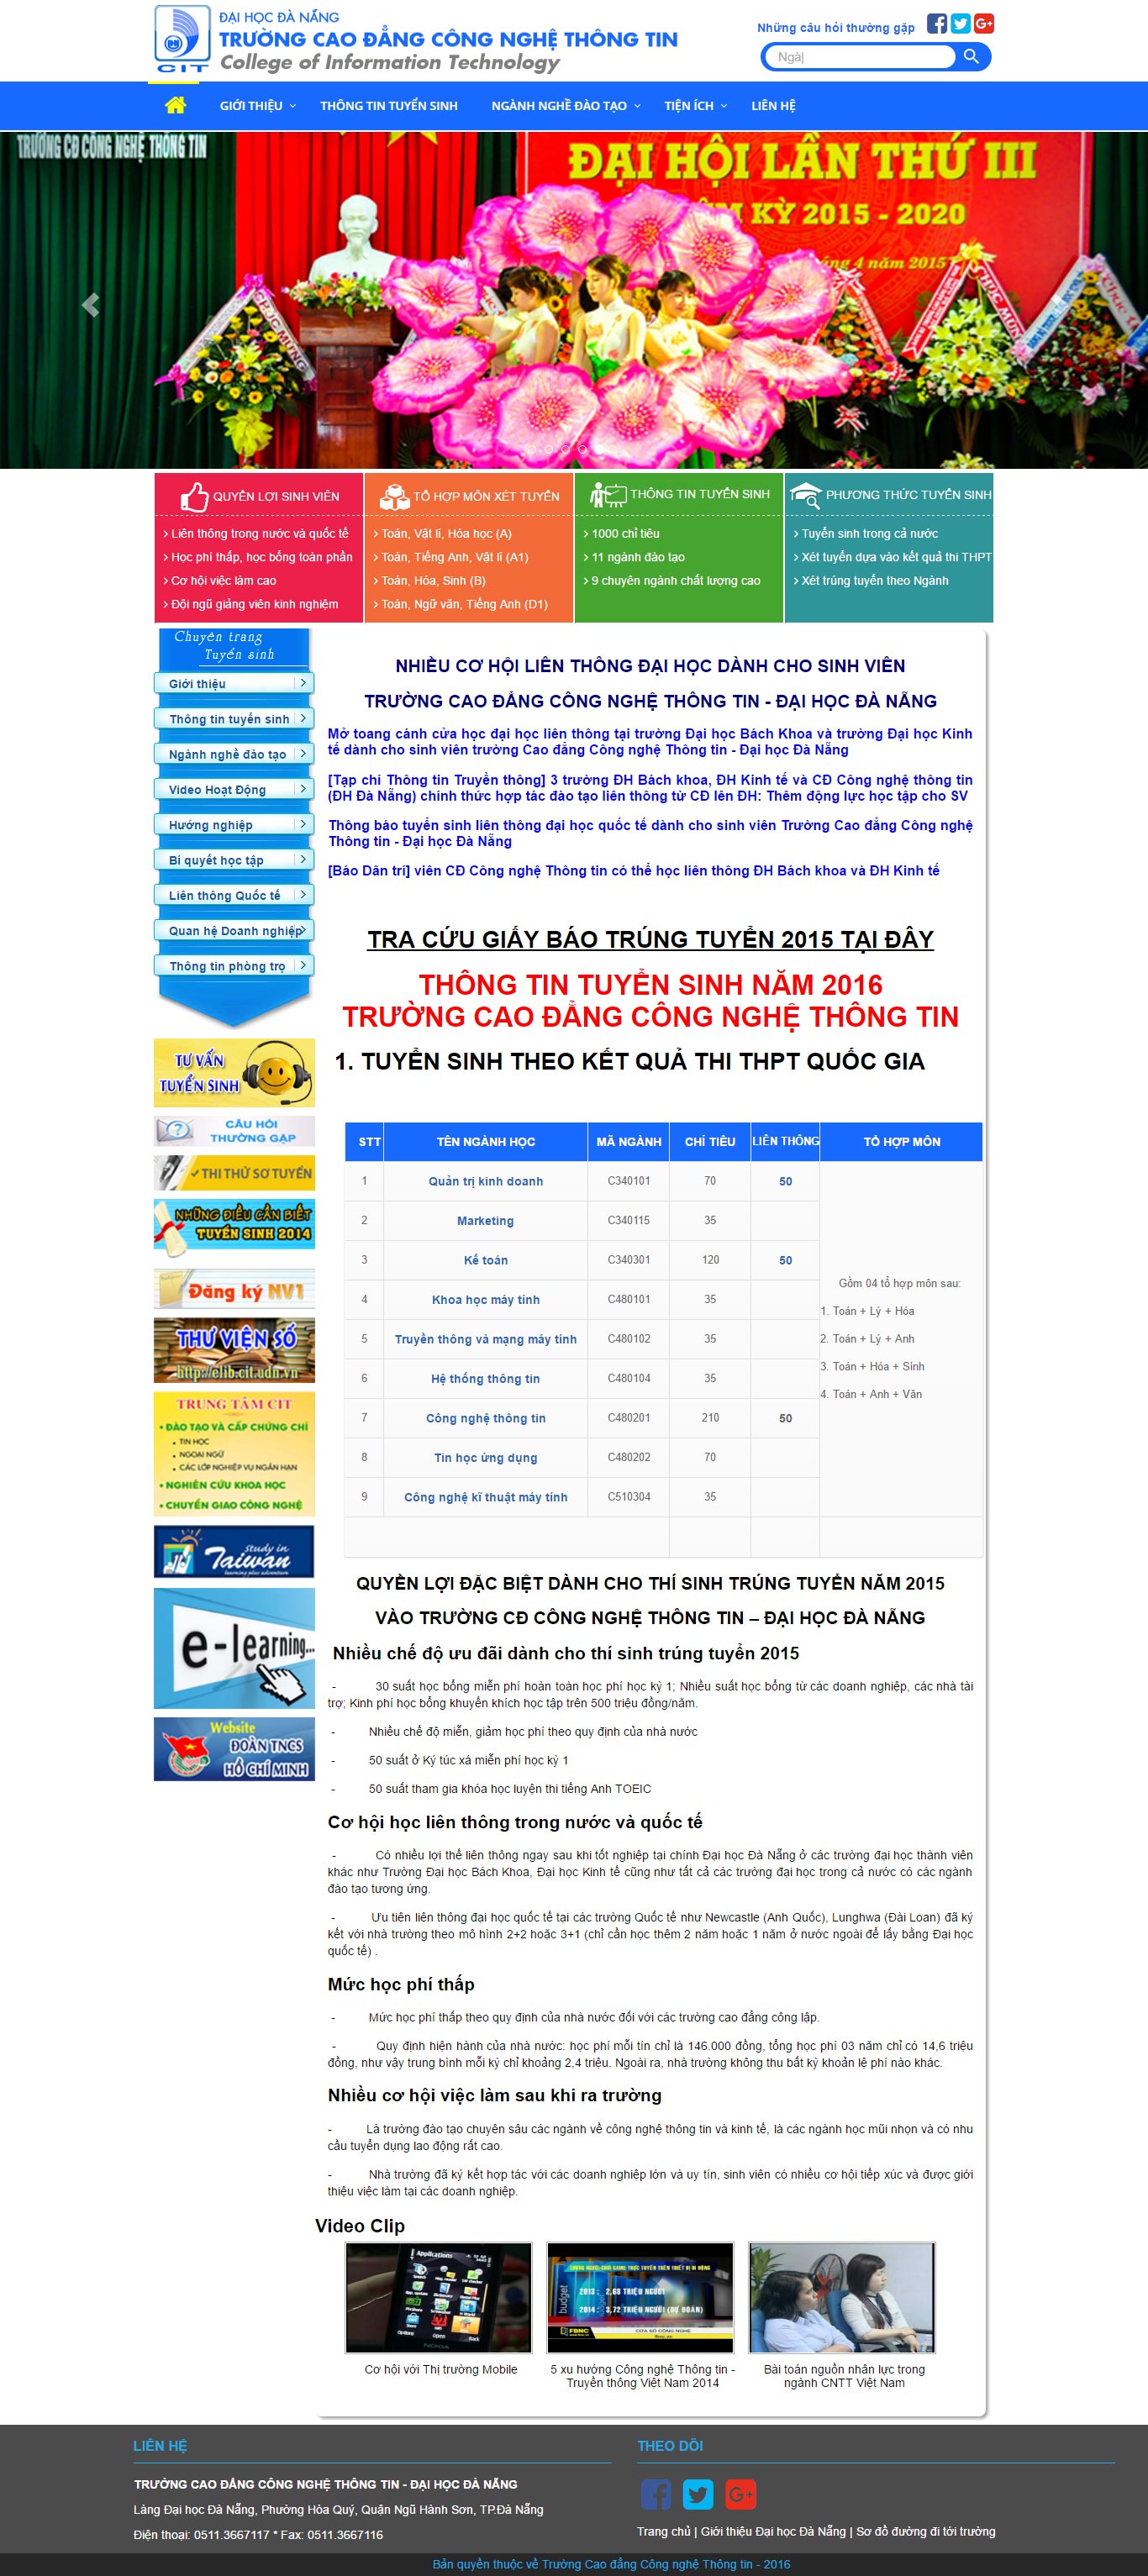 ĐẠI HỌC ĐÀ NẴNG
TRƯỜNG CAO ĐẲNG CÔNG NGHỆ THÔNG TIN
College of Information Technology
CIT
Những câu hỏi thường gặp
Ngà|
GIỚI THIỆU
THÔNG TIN TUYỂN SINH
NGÀNH NGHỀ ĐÀO TẠO
TIỆN ÍCH
LIÊN HỆ
TRƯỜNG CĐ CÔNG NGHỆ THÔNG TIN
ĐẠI HỘI LẦN THỨ III
KỲ 2015 - 2020
4 năm 2015
QUYỀN LỢI SINH VIÊN
Liên thông trong nước và quốc tế
Học phí thấp, học bổng toàn phần
Cơ hội việc làm cao
Đội ngũ giảng viên kinh nghiệm
TỔ HỢP MÔN XÉT TUYỂN
Toán, Vật lí, Hóa học (A)
Toán, Tiếng Anh, Vật lí (A1)
Toán, Hóa, Sinh (B)
Toán, Ngữ văn, Tiếng Anh (D1)
THÔNG TIN TUYỂN SINH
1000 chỉ tiêu
11 ngành đào tạo
9 chuyên ngành chất lượng cao
PHƯƠNG THỨC TUYỂN SINH
Tuyển sinh trong cả nước
Xét tuyển dựa vào kết quả thi THPT
Xét trúng tuyển theo Ngành
Chuyên trang
Tuyển sinh
Giới thiệu
Thông tin tuyển sinh
Ngành nghề đào tạo
Video Hoạt Động
Hướng nghiệp
Bí quyết học tập
Liên thông Quốc tế
Quan hệ Doanh nghiệp
Thông tin phòng trọ
TƯ VẤN
TUYỂN SINH
CÂU HỎI
THƯỜNG GẶP
THI THỬ SƠ TUYỂN
NHỮNG ĐIỀU CẦN BIẾT
TUYỂN SINH 2014
Đăng ký NV1
THƯ VIỆN SỐ
http://elib.cit.udn.vn
TRUNG TÂM CIT
• ĐÀO TẠO VÀ CẤP CHỨNG CHỈ
• TIN HỌC
• NGOẠI NGỮ
• CÁC LỚP NGHIỆP VỤ NGẮN HẠN
• NGHIÊN CỨU KHOA HỌC
• CHUYỂN GIAO CÔNG NGHỆ
study in
Taiwan
learning plus adventure
e-learning...
Website
ĐOÀN TNCS
HỒ CHÍ MINH
NHIỀU CƠ HỘI LIÊN THÔNG ĐẠI HỌC DÀNH CHO SINH VIÊN
TRƯỜNG CAO ĐẲNG CÔNG NGHỆ THÔNG TIN - ĐẠI HỌC ĐÀ NẴNG
Mở toang cánh cửa học đại học liên thông tại trường Đại học Bách Khoa và trường Đại học Kinh
tế dành cho sinh viên trường Cao đẳng Công nghệ Thông tin - Đại học Đà Nẵng
[Tạp chí Thông tin Truyền thông] 3 trường ĐH Bách khoa, ĐH Kinh tế và CĐ Công nghệ thông tin
(ĐH Đà Nẵng) chính thức hợp tác đào tạo liên thông từ CĐ lên ĐH: Thêm động lực học tập cho SV
Thông báo tuyển sinh liên thông đại học quốc tế dành cho sinh viên Trường Cao đẳng Công nghệ
Thông tin - Đại học Đà Nẵng
[Báo Dân trí] viên CĐ Công nghệ Thông tin có thể học liên thông ĐH Bách khoa và ĐH Kinh tế
TRA CỨU GIẤY BÁO TRÚNG TUYỂN 2015 TẠI ĐÂY
THÔNG TIN TUYỂN SINH NĂM 2016
TRƯỜNG CAO ĐẲNG CÔNG NGHỆ THÔNG TIN
1. TUYỂN SINH THEO KẾT QUẢ THI THPT QUỐC GIA
STT TÊN NGÀNH HỌC MÃ NGÀNH CHỈ TIÊU LIÊN THÔNG TỔ HỢP MÔN
1 Quản trị kinh doanh C340101 70 50
2 Marketing C340115 35
3 Kế toán C340301 120 50
4 Khoa học máy tính C480101 35
5 Truyền thông và mạng máy tính C480102 35
6 Hệ thống thông tin C480104 35
7 Công nghệ thông tin C480201 210 50
8 Tin học ứng dụng C480202 70
9 Công nghệ kĩ thuật máy tính C510304 35
Gồm 04 tổ hợp môn sau:
1. Toán + Lý + Hóa
2. Toán + Lý + Anh
3. Toán + Hóa + Sinh
4. Toán + Anh + Văn
QUYỀN LỢI ĐẶC BIỆT DÀNH CHO THÍ SINH TRÚNG TUYỂN NĂM 2015
VÀO TRƯỜNG CĐ CÔNG NGHỆ THÔNG TIN – ĐẠI HỌC ĐÀ NẴNG
Nhiều chế độ ưu đãi dành cho thí sinh trúng tuyển 2015
- 30 suất học bổng miễn phí hoàn toàn học phí học kỳ 1; Nhiều suất học bổng từ các doanh nghiệp, các nhà tài
trợ; Kinh phí học bổng khuyến khích học tập trên 500 triệu đồng/năm.
- Nhiều chế độ miễn, giảm học phí theo quy định của nhà nước
- 50 suất ở Ký túc xá miễn phí học kỳ 1
- 50 suất tham gia khóa học luyện thi tiếng Anh TOEIC
Cơ hội học liên thông trong nước và quốc tế
- Có nhiều lợi thế liên thông ngay sau khi tốt nghiệp tại chính Đại học Đà Nẵng ở các trường đại học thành viên
khác như Trường Đại học Bách Khoa, Đại học Kinh tế cũng như tất cả các trường đại học trong cả nước có các ngành
đào tạo tương ứng.
- Ưu tiên liên thông đại học quốc tế tại các trường Quốc tế như Newcastle (Anh Quốc), Lunghwa (Đài Loan) đã ký
kết với nhà trường theo mô hình 2+2 hoặc 3+1 (chỉ cần học thêm 2 năm hoặc 1 năm ở nước ngoài để lấy bằng Đại học
quốc tế) .
Mức học phí thấp
- Mức học phí thấp theo quy định của nhà nước đối với các trường cao đẳng công lập.
- Quy định hiện hành của nhà nước: học phí mỗi tín chỉ là 146.000 đồng, tổng học phí 03 năm chỉ có 14,6 triệu
đồng, như vậy trung bình mỗi kỳ chỉ khoảng 2,4 triệu. Ngoài ra, nhà trường không thu bất kỳ khoản lệ phí nào khác.
Nhiều cơ hội việc làm sau khi ra trường
- Là trường đào tạo chuyên sâu các ngành về công nghệ thông tin và kinh tế, là các ngành học mũi nhọn và có nhu
cầu tuyển dụng lao động rất cao.
- Nhà trường đã ký kết hợp tác với các doanh nghiệp lớn và uy tín, sinh viên có nhiều cơ hội tiếp xúc và được giới
thiệu việc làm tại các doanh nghiệp.
Video Clip
Applications
Options
Open
Back
NOKIA
budget
2013 : 2,68 TRIỆU NGƯỜI
2014 : 3,72 TRIỆU NGƯỜI (DỰ ĐOÁN)
FBNC
CỬA SỔ CÔNG NGHỆ
Cơ hội với Thị trường Mobile
5 xu hướng Công nghệ Thông tin -
Truyền thông Việt Nam 2014
Bài toán nguồn nhân lực trong
ngành CNTT Việt Nam
LIÊN HỆ
TRƯỜNG CAO ĐẲNG CÔNG NGHỆ THÔNG TIN - ĐẠI HỌC ĐÀ NẴNG
Làng Đại học Đà Nẵng, Phường Hòa Quý, Quận Ngũ Hành Sơn, TP.Đà Nẵng
Điện thoại: 0511.3667117 * Fax: 0511.3667116
THEO DÕI
Trang chủ | Giới thiệu Đại học Đà Nẵng | Sơ đồ đường đi tới trường
Bản quyền thuộc về Trường Cao đẳng Công nghệ Thông tin - 2016